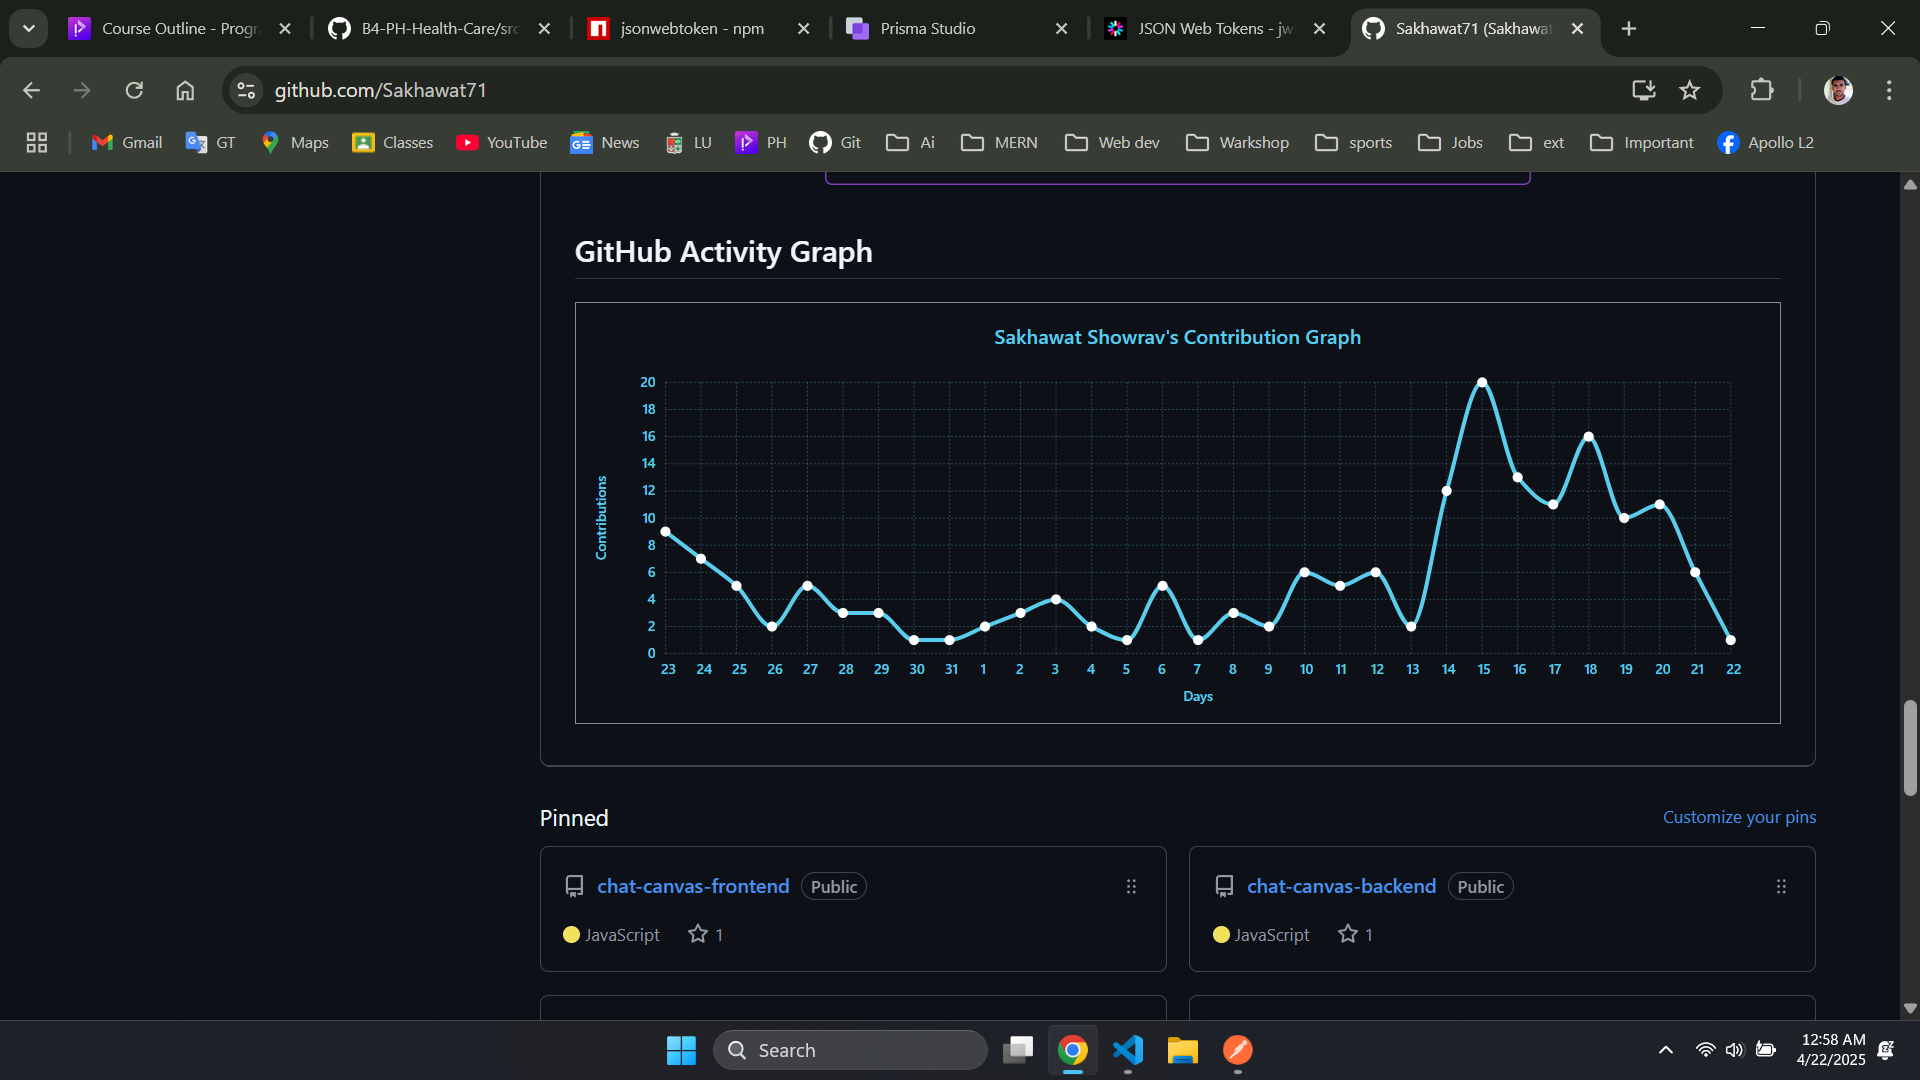 Course Outline - Progr
B4-PH-Health-Care/src
jsonwebtoken - npm
Prisma Studio
JSON Web Tokens - jw
Sakhawat71 (Sakhawat
github.com/Sakhawat71
Gmail
GT
Maps
Classes
YouTube
News
LU
PH
Git
Ai
MERN
Web dev
Warkshop
sports
Jobs
ext
Important
Apollo L2
GitHub Activity Graph
Sakhawat Showrav's Contribution Graph
20
18
16
14
12
10
8
6
4
2
0
Contributions
23 24 25 26 27 28 29 30 31 1 2 3 4 5 6 7 8 9 10 11 12 13 14 15 16 17 18 19 20 21 22
Days
Pinned
Customize your pins
chat-canvas-frontend Public
JavaScript 1
chat-canvas-backend Public
JavaScript 1
Search
12:58 AM
4/22/2025